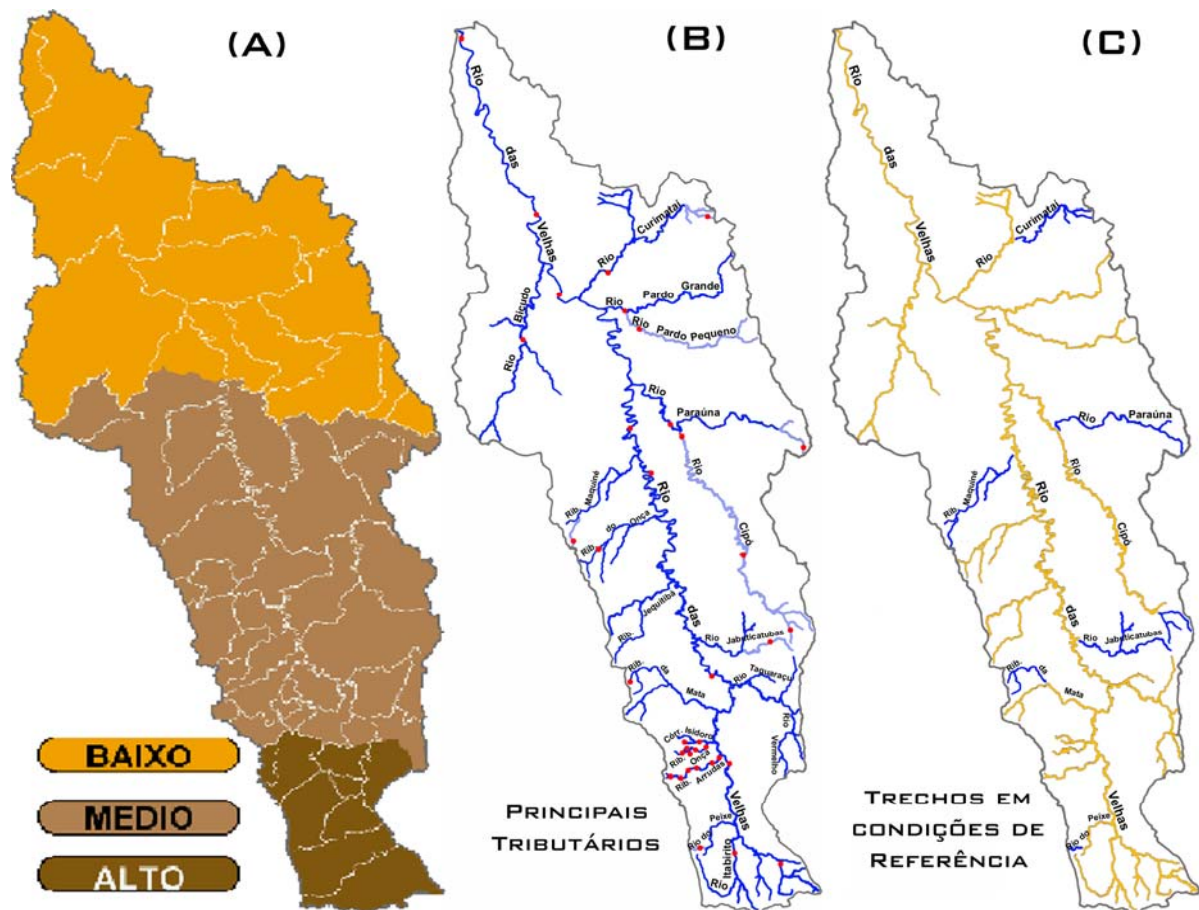 (A)
BAIXO
MEDIO
ALTO
(B)
Rio
das
Velhas
Rio
Curimataí
Rio
Pardo
Grande
Rio
Pardo Pequeno
Rio
Bicudo
Rio
Paraúna
Rio
Cipó
Rib. Maquiné
Rib. do Onça
Rio
das
Rib. Jequitiba
Rio Jabuticatubas
Rib. da
Mata
Rio Taquaraçu
Rio Vermelho
Córr. Isidoro
Rib. Onça
Rib. Arrudas
Velhas
Rio do Peixe
Rio Itabirito
PRINCIPAIS
TRIBUTÁRIOS
(C)
Rio
das
Velhas
Rio
Curimataí
Rio Paraúna
Rio
Cipó
Rib. Maquiné
Rio
das
Rio Jabuticatubas
Rib. da
Mata
Velhas
Rio do Peixe
TRECHOS EM
CONDIÇÕES DE
REFERÊNCIA